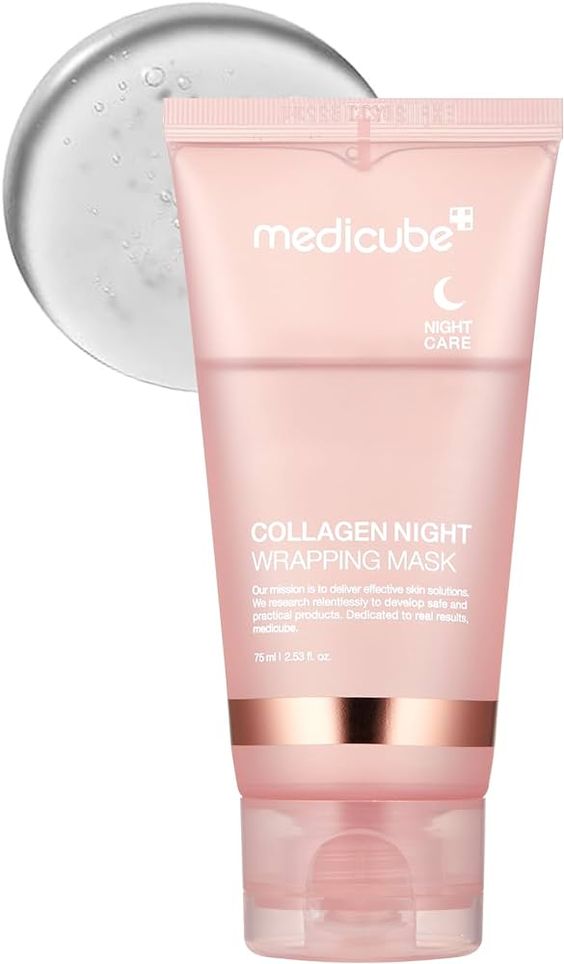 medicube
NIGHT
CARE
COLLAGEN NIGHT
WRAPPING MASK
Our mission is to deliver effective skin solutions.
We research relentlessly to develop safe and
practical products. Dedicated to real results,
medicube.
75 ml | 2.53 fl. oz.